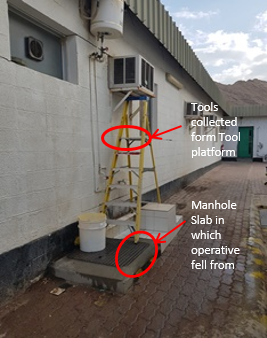 Tools
collected
form Tool
platform
Manhole
Slab in
which
operative
fell from